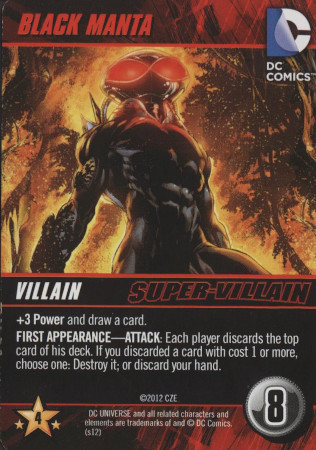 BLACK MANTA
DC
DC
COMICS™
VILLAIN
SUPER-VILLAIN
+3 Power and draw a card.
FIRST APPEARANCE—ATTACK: Each player discards the top
card of his deck. If you discarded a card with cost 1 or more,
choose one: Destroy it; or discard your hand.
©2012 CZE
4
8
DC UNIVERSE and all related characters and
elements are trademarks of and © DC Comics.
(s12)